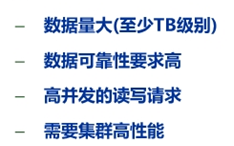 – 数据量大(至少TB级别)
– 数据可靠性要求高
– 高并发的读写请求
– 需要集群高性能